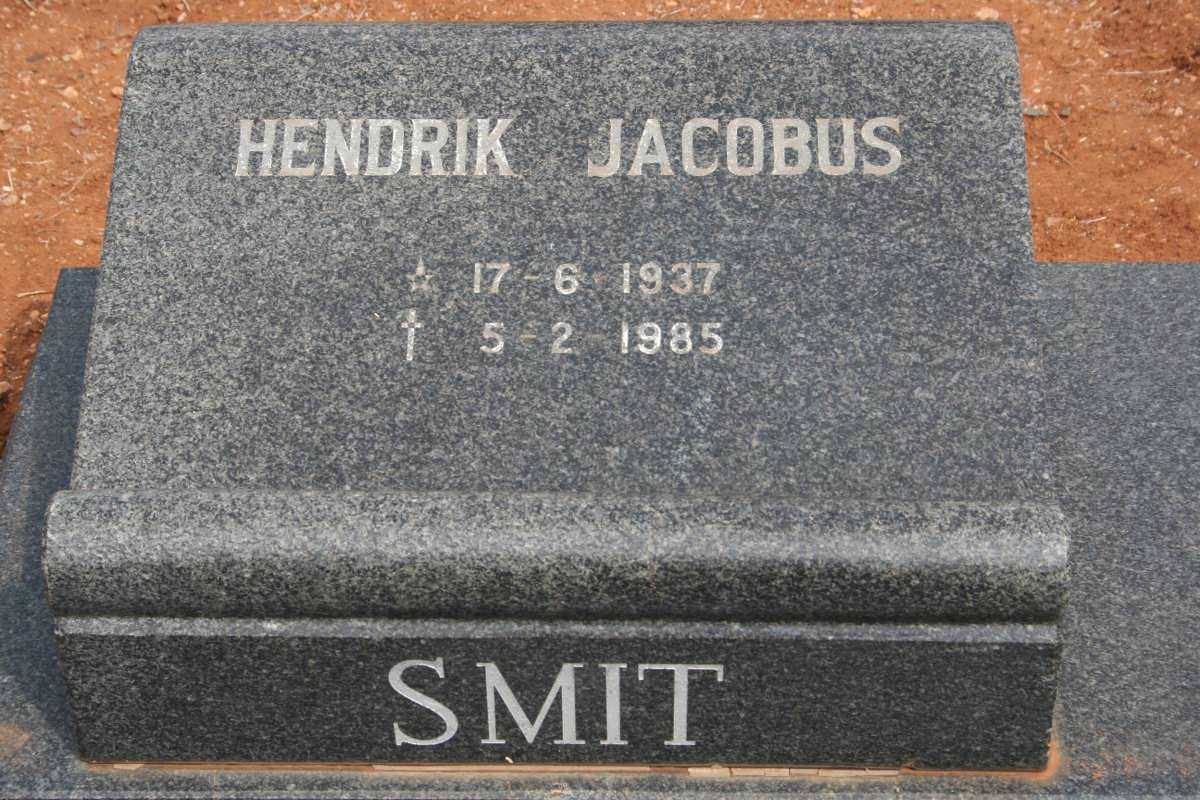 HENDRIK JACOBUS
☆ 17-6-1937
✝ 5-2-1985
SMIT